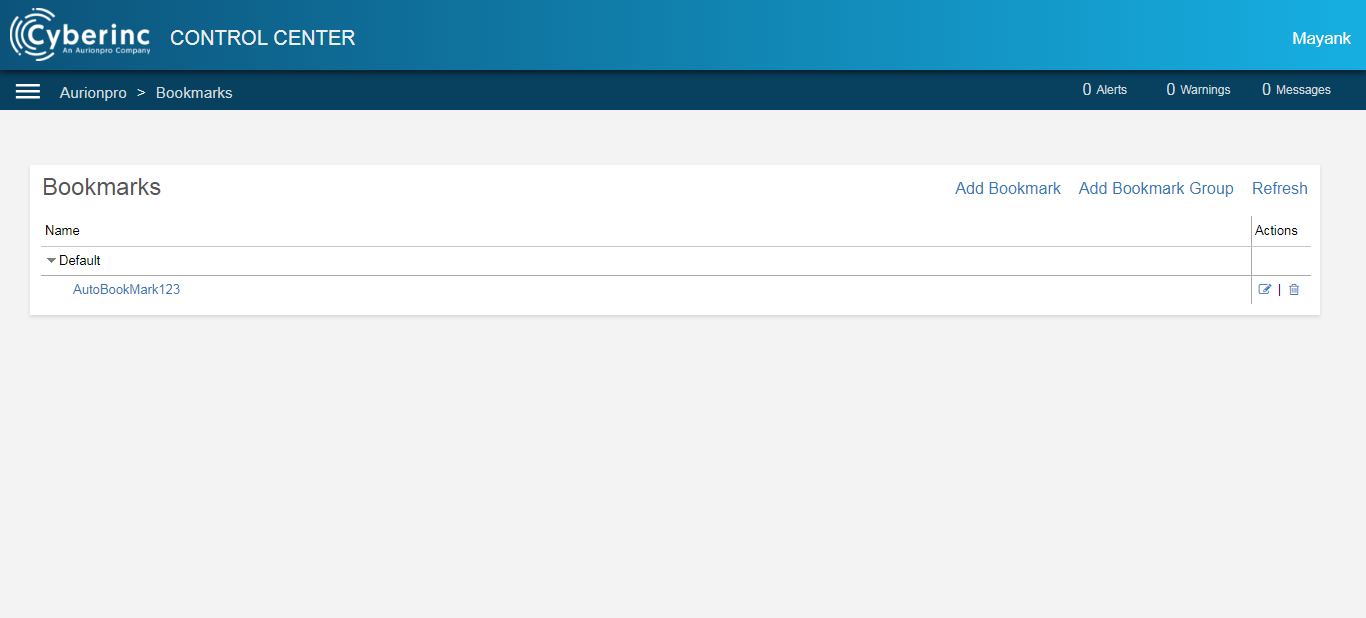 Cyberinc
An Aurionpro Company
CONTROL CENTER
Mayank
Aurionpro > Bookmarks
0 Alerts 0 Warnings 0 Messages
Bookmarks
Add Bookmark Add Bookmark Group Refresh
Name Actions
Default
AutoBookMark123 |